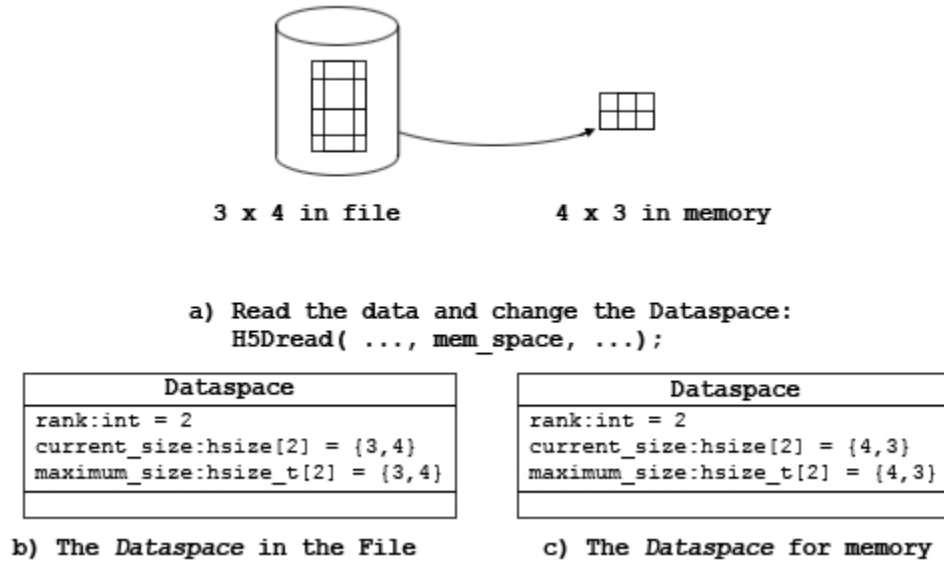 3 x 4 in file
4 x 3 in memory
a) Read the data and change the Dataspace:
H5Dread( ..., mem_space, ...);
Dataspace
rank:int = 2
current_size:hsize[2] = {3,4}
maximum_size:hsize_t[2] = {3,4}
b) The Dataspace in the File
Dataspace
rank:int = 2
current_size:hsize[2] = {4,3}
maximum_size:hsize_t[2] = {4,3}
c) The Dataspace for memory